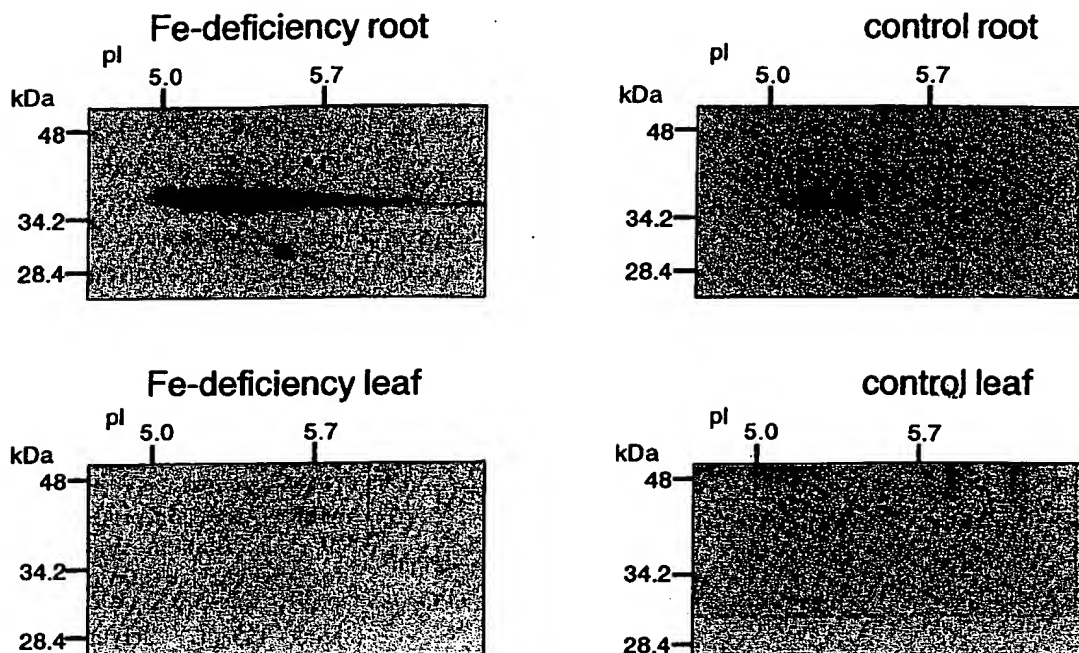 Fe-deficiency root
pI 5.0 5.7
kDa
48
34.2
28.4
control root
pI 5.0 5.7
kDa
48
34.2
28.4
Fe-deficiency leaf
pI 5.0 5.7
kDa
48
34.2
28.4
control leaf
pI 5.0 5.7
kDa
48
34.2
28.4